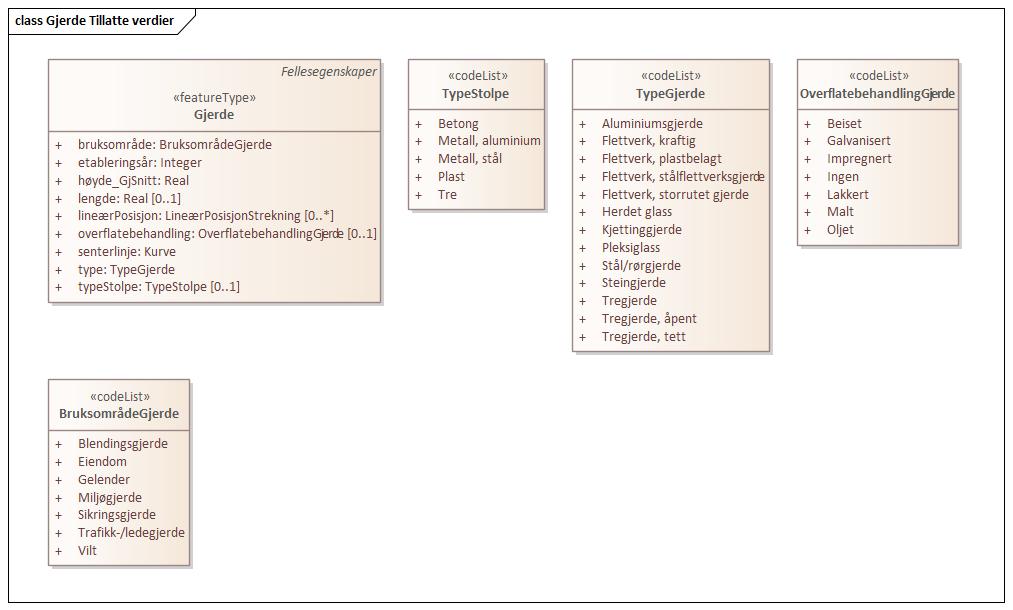 class Gjerde Tillatte verdier
Fellesegenskaper
«featureType»
Gjerde
+ bruksområde: BruksområdeGjerde
+ etableringsår: Integer
+ høyde_GjSnitt: Real
+ lengde: Real [0..1]
+ lineærPosisjon: LineærPosisjonStrekning [0..*]
+ overflatebehandling: OverflatebehandlingGjerde [0..1]
+ senterlinje: Kurve
+ type: TypeGjerde
+ typeStolpe: TypeStolpe [0..1]
«codeList»
TypeStolpe
+ Betong
+ Metall, aluminium
+ Metall, stål
+ Plast
+ Tre
«codeList»
TypeGjerde
+ Aluminiumsgjerde
+ Flettverk, kraftig
+ Flettverk, plastbelagt
+ Flettverk, stålflettverksgjerde
+ Flettverk, storrutet gjerde
+ Herdet glass
+ Kjettinggjerde
+ Pleksiglass
+ Stål/rørgjerde
+ Steingjerde
+ Tregjerde
+ Tregjerde, åpent
+ Tregjerde, tett
«codeList»
OverflatebehandlingGjerde
+ Beiset
+ Galvanisert
+ Impregnert
+ Ingen
+ Lakkert
+ Malt
+ Oljet
«codeList»
BruksområdeGjerde
+ Blendingsgjerde
+ Eiendom
+ Gelender
+ Miljøgjerde
+ Sikringsgjerde
+ Trafikk-/ledegjerde
+ Vilt